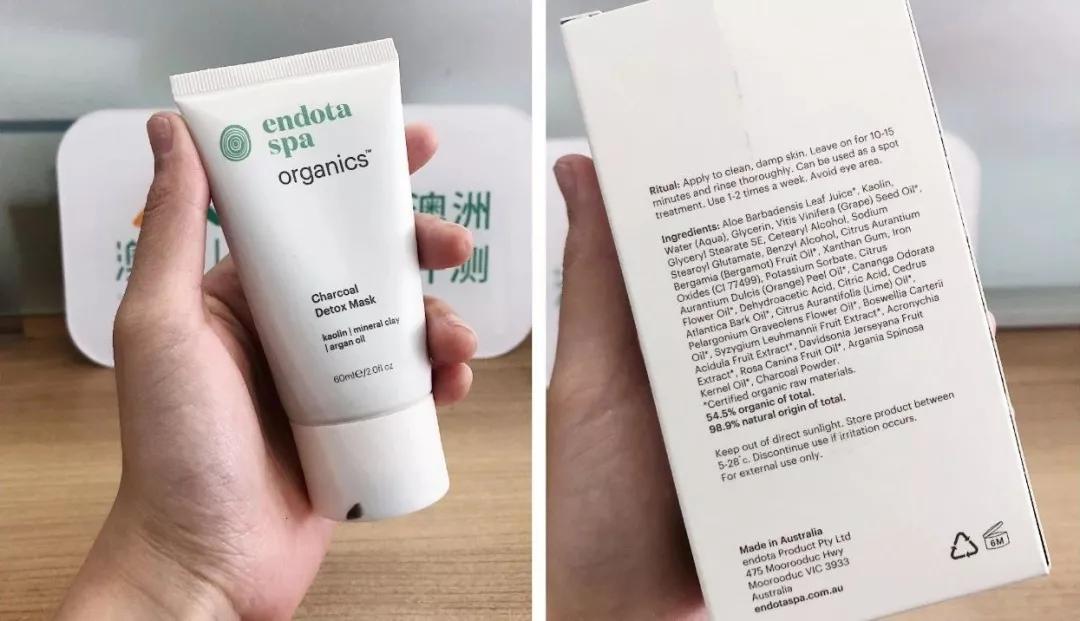 endota
spa
organics™
Charcoal
Detox Mask
kaolin | mineral clay
| argan oil
60ml℮/2.0fl oz
澳洲
测
Ritual: Apply to clean, damp skin. Leave on for 10-15
minutes and rinse thoroughly. Can be used as a spot
treatment. Use 1-2 times a week. Avoid eye area.
Ingredients: Aloe Barbadensis Leaf Juice*, Kaolin,
Water (Aqua), Glycerin, Vitis Vinifera (Grape) Seed Oil*,
Glyceryl Stearate SE, Cetearyl Alcohol, Sodium
Stearoyl Glutamate, Benzyl Alcohol, Citrus Aurantium
Bergamia (Bergamot) Fruit Oil*, Xanthan Gum, Iron
Oxides (CI 77499), Potassium Sorbate, Citrus
Aurantium Dulcis (Orange) Peel Oil*, Cananga Odorata
Flower Oil*, Dehydroacetic Acid, Citric Acid, Cedrus
Atlantica Bark Oil*, Citrus Aurantifolia (Lime) Oil*,
Pelargonium Graveolens Flower Oil*, Boswellia Carterii
Oil*, Syzygium Leuhmannii Fruit Extract*, Acronychia
Acidula Fruit Extract*, Davidsonia Jerseyana Fruit
Extract*, Rosa Canina Fruit Oil*, Argania Spinosa
Kernel Oil*, Charcoal Powder.
*Certified organic raw materials.
54.5% organic of total.
98.9% natural origin of total.
Keep out of direct sunlight. Store product between
5-28°c. Discontinue use if irritation occurs.
For external use only.
Made in Australia
endota Product Pty Ltd
475 Moorooduc Hwy
Moorooduc VIC 3933
Australia
endotaspa.com.au
6M